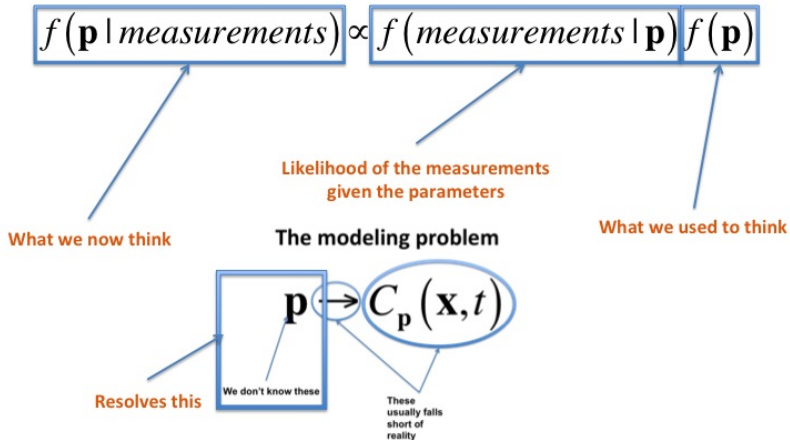 f(p | measurements) ∝ f(measurements | p) f(p)
Likelihood of the measurements
given the parameters
What we now think
What we used to think
The modeling problem
p → C_p(x,t)
We don't know these
Resolves this
These
usually falls
short of
reality